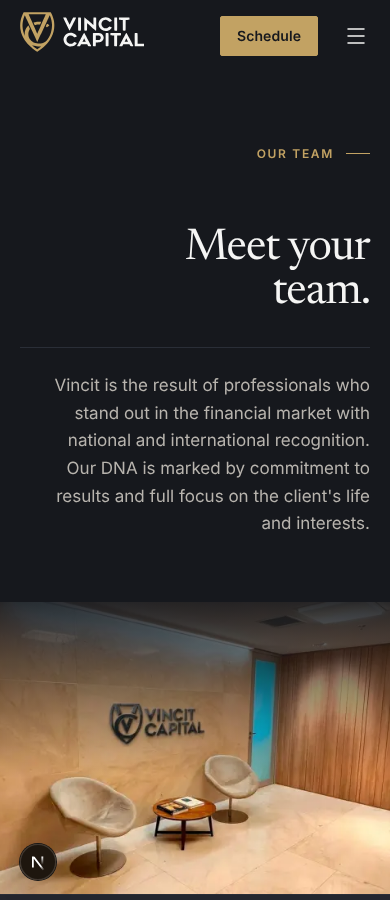 VINCIT
CAPITAL
Schedule
OUR TEAM
Meet your
team.
Vincit is the result of professionals who
stand out in the financial market with
national and international recognition.
Our DNA is marked by commitment to
results and full focus on the client's life
and interests.
VINCIT
CAPITAL
N